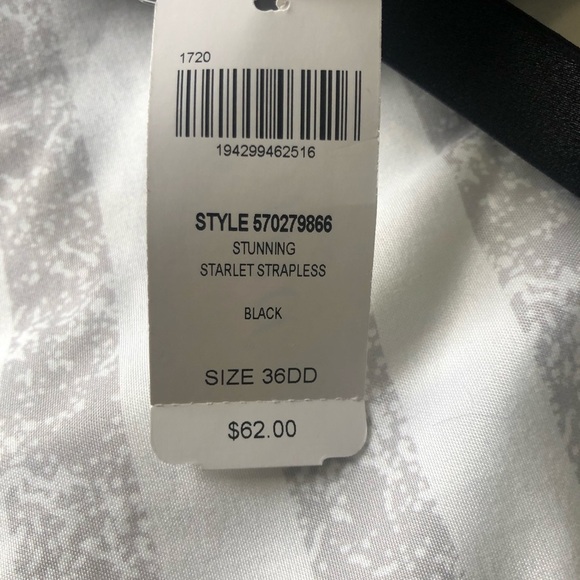 1720
194299462516
STYLE 570279866
STUNNING
STARLET STRAPLESS
BLACK
SIZE 36DD
$62.00